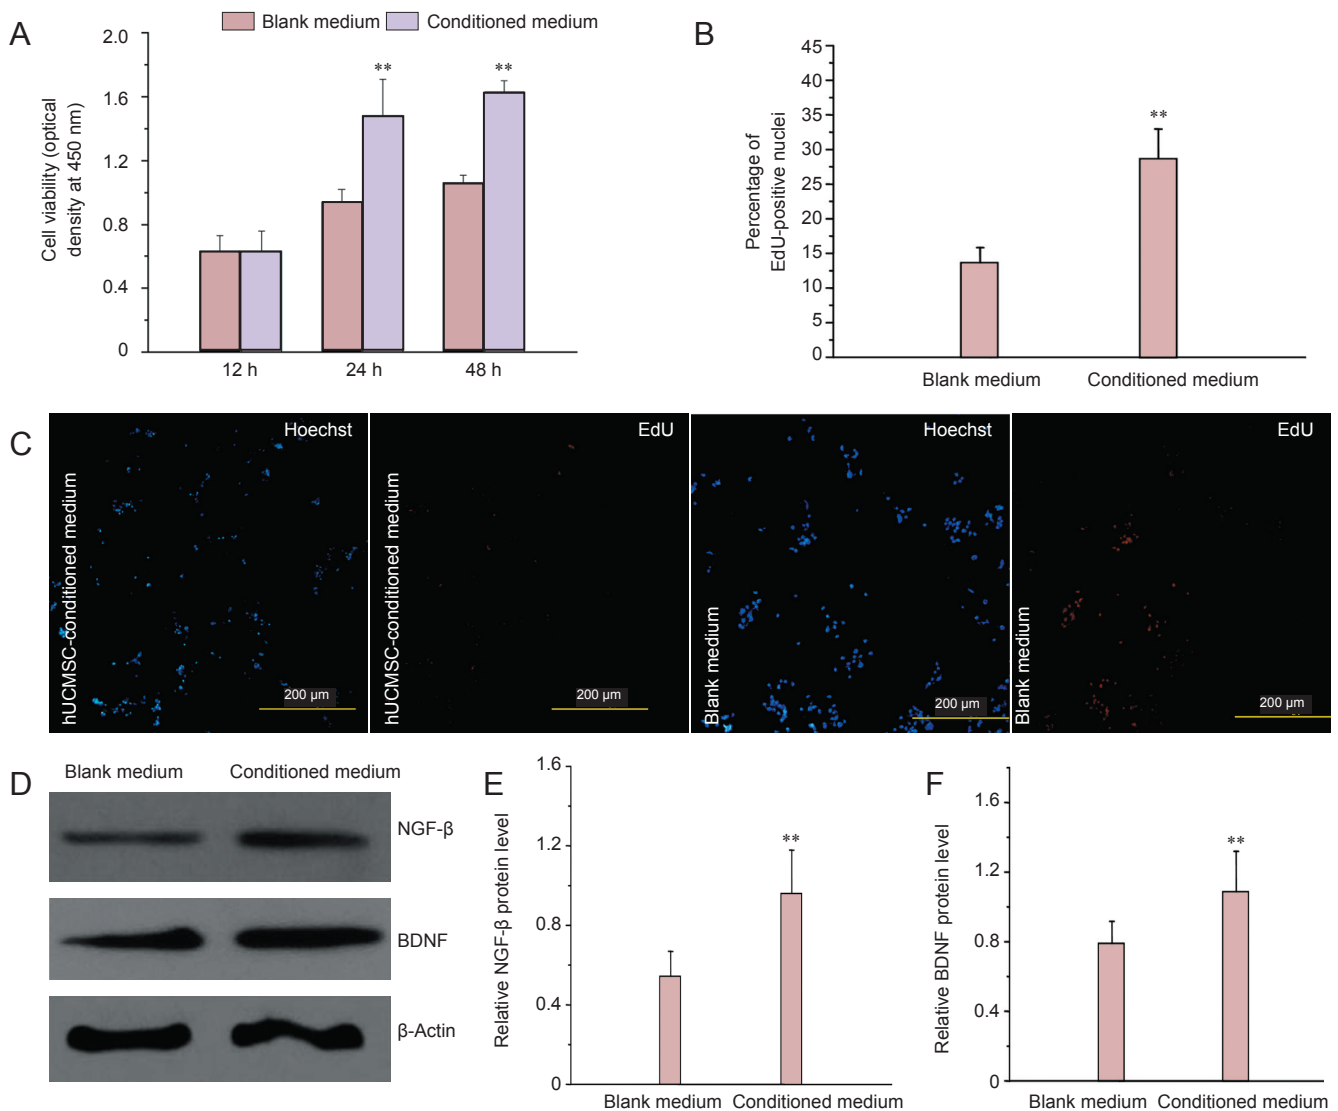 A
Blank medium
Conditioned medium
Cell viability (optical
density at 450 nm)
2.0
1.6
1.2
0.8
0.4
0
**
**
12 h
24 h
48 h
B
Percentage of
EdU-positive nuclei
45
40
35
30
25
20
15
10
5
0
**
Blank medium
Conditioned medium
C
hUCMSC-conditioned medium
Hoechst
200 μm
hUCMSC-conditioned medium
EdU
200 μm
Blank medium
Hoechst
200 μm
Blank medium
EdU
200 μm
D
Blank medium
Conditioned medium
NGF-β
BDNF
β-Actin
E
Relative NGF-β protein level
1.6
1.2
0.8
0.4
0
**
Blank medium
Conditioned medium
F
Relative BDNF protein level
1.6
1.2
0.8
0.4
0
**
Blank medium
Conditioned medium